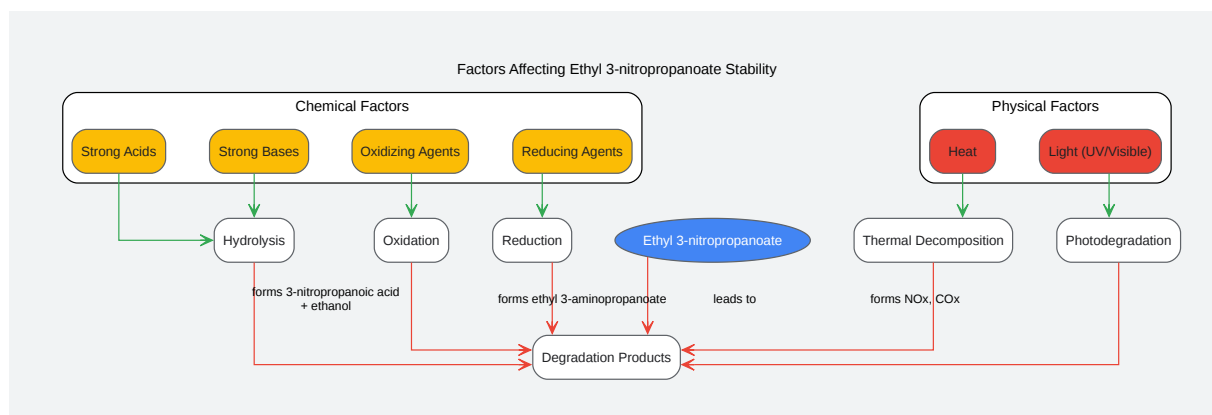 Factors Affecting Ethyl 3-nitropropanoate Stability
Chemical Factors
Physical Factors
Strong Acids
Strong Bases
Oxidizing Agents
Reducing Agents
Heat
Light (UV/Visible)
Hydrolysis
Oxidation
Reduction
Ethyl 3-nitropropanoate
Thermal Decomposition
Photodegradation
forms 3-nitropropanoic acid
+ ethanol
forms ethyl 3-aminopropanoate
leads to
forms NOx, COx
Degradation Products